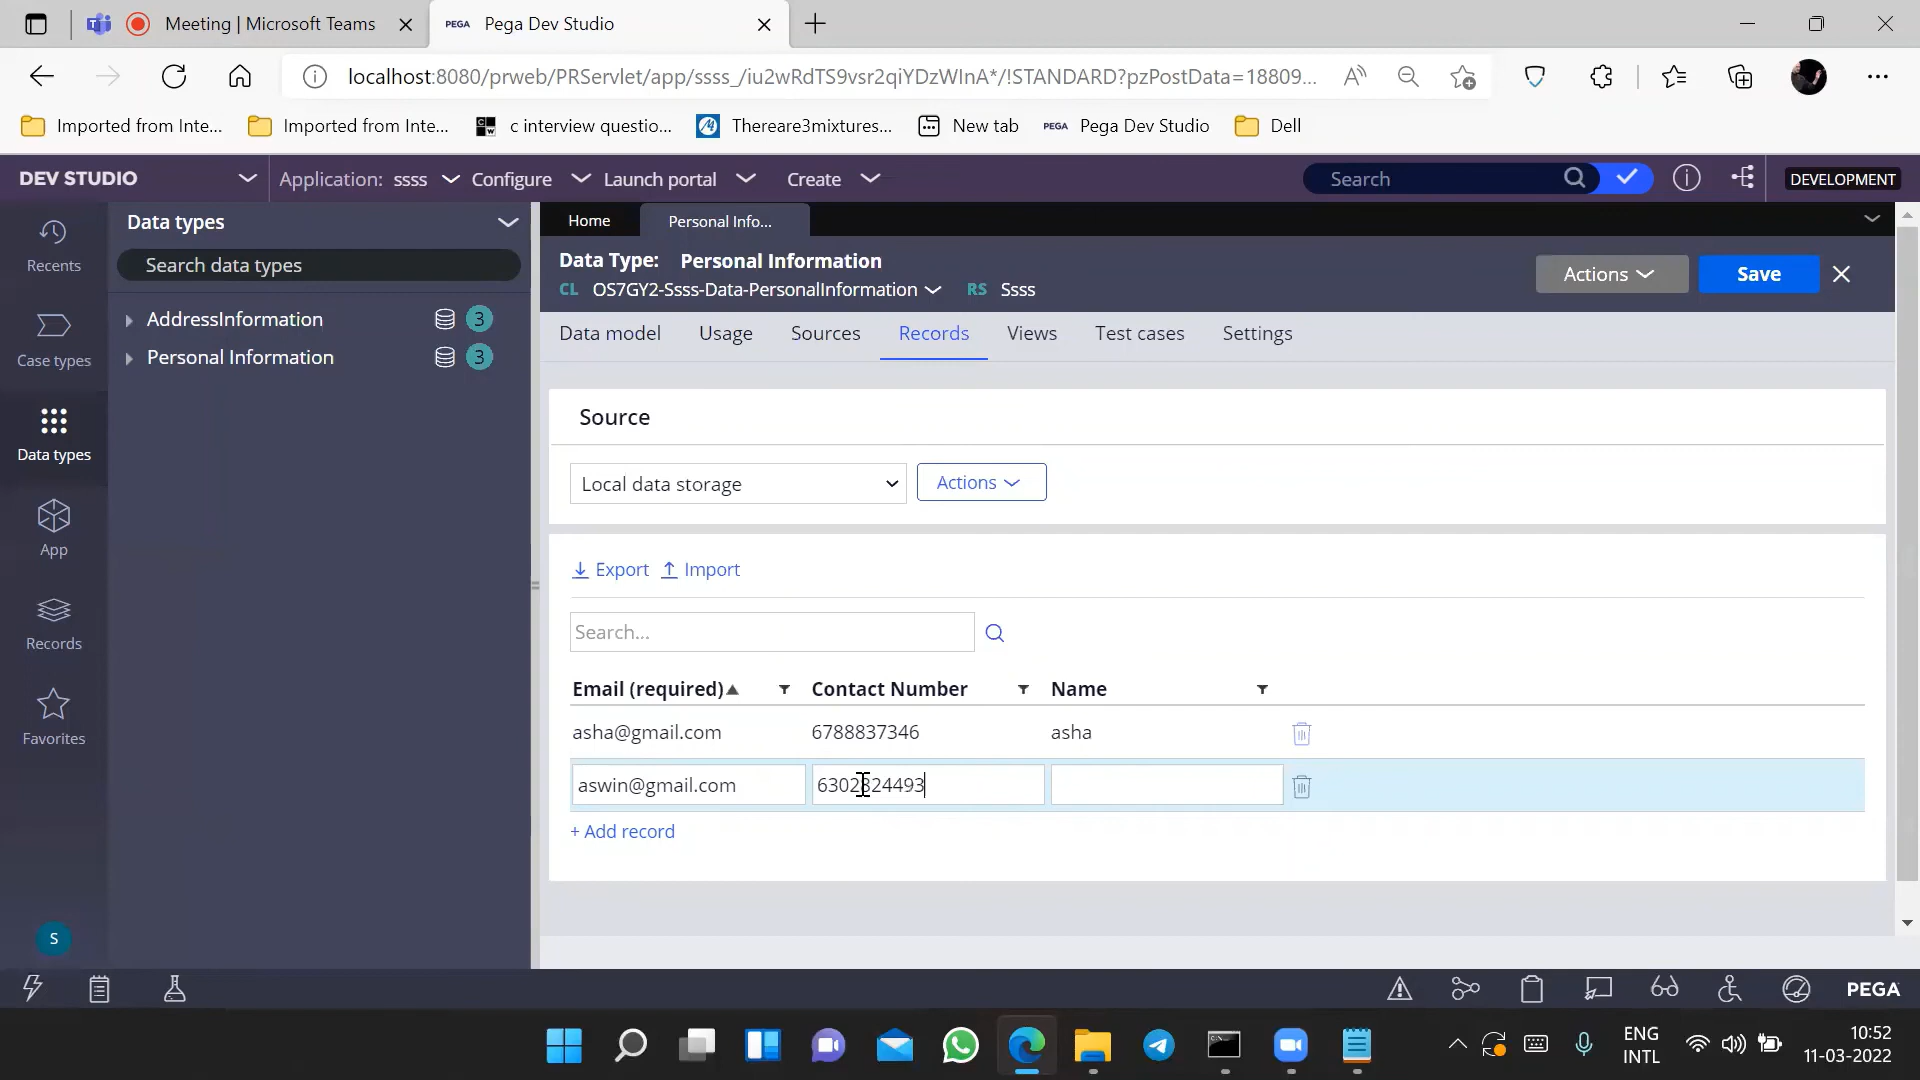 Meeting | Microsoft Teams
PEGA Pega Dev Studio
localhost:8080/prweb/PRServlet/app/ssss_/iu2wRdTS9vsr2qiYDzWInA*/!STANDARD?pzPostData=18809...
Imported from Inte...
Imported from Inte...
c interview questio...
Thereare3mixtures...
New tab
PEGA Pega Dev Studio
Dell
DEV STUDIO
Application: ssss
Configure
Launch portal
Create
Search
DEVELOPMENT
Recents
Case types
Data types
App
Records
Favorites
S
Data types
Search data types
AddressInformation 3
Personal Information 3
Home
Personal Info...
Data Type: Personal Information
CL OS7GY2-Ssss-Data-PersonalInformation RS Ssss
Actions
Save
Data model Usage Sources Records Views Test cases Settings
Source
Local data storage
Actions
Export Import
Search...
Email (required) Contact Number Name
asha@gmail.com 6788837346 asha
aswin@gmail.com 6302824493
+ Add record
PEGA
ENG
INTL
10:52
11-03-2022